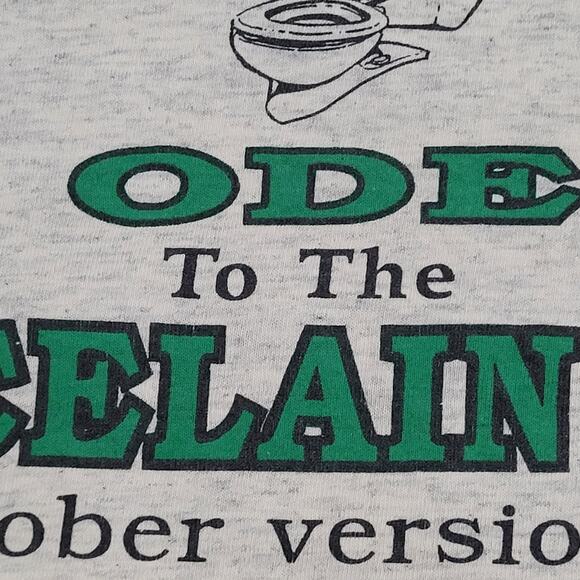 ODE
To The
CELAIN
ober versio